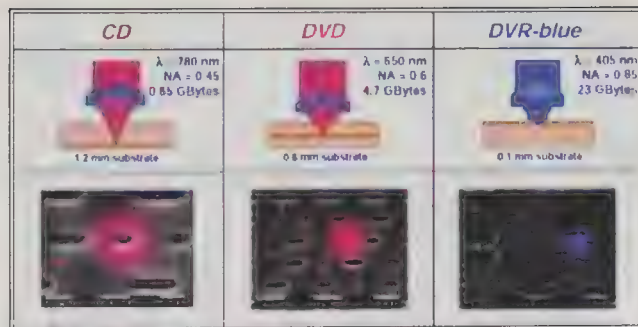 CD
λ = 780 nm
NA = 0.45
0.65 GBytes
1.2 mm substrate
DVD
λ = 650 nm
NA = 0.6
4.7 GBytes
0.6 mm substrate
DVR-blue
λ = 405 nm
NA = 0.85
23 GBytes
0.1 mm substrate